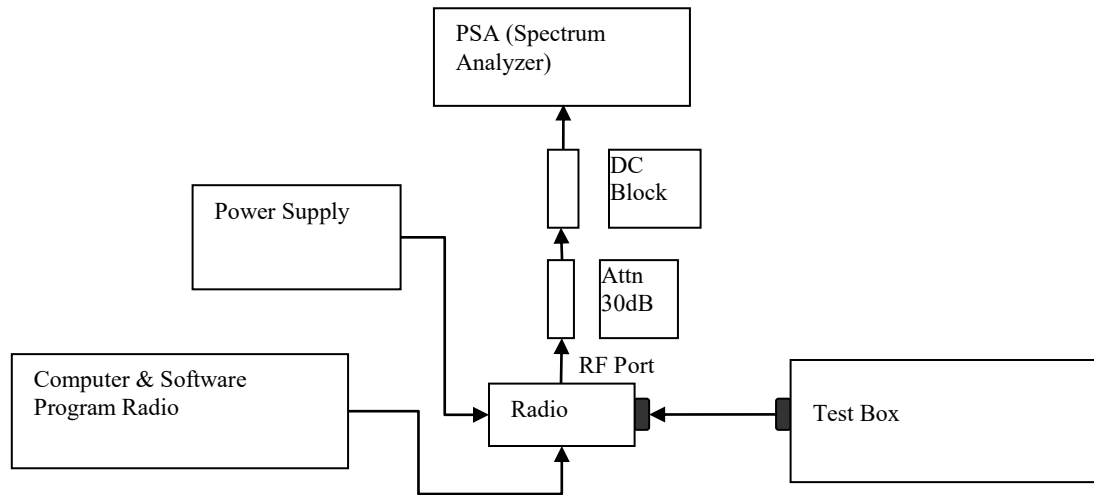 PSA (Spectrum
Analyzer)
DC
Block
Power Supply
Attn
30dB
RF Port
Computer & Software
Program Radio
Radio
Test Box